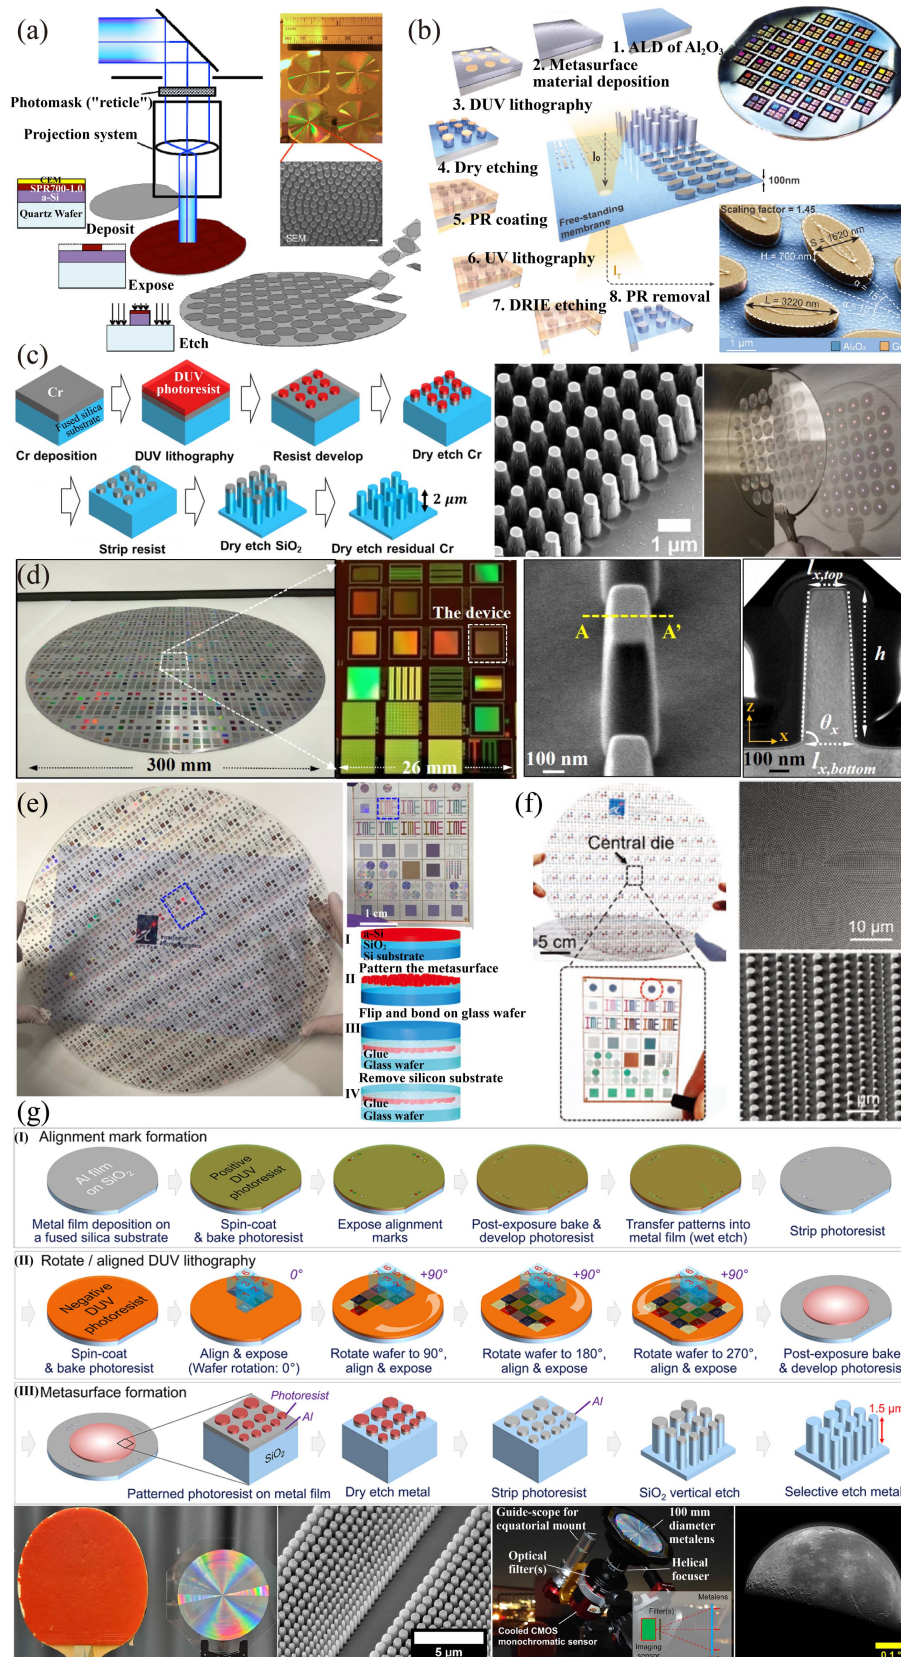 (a)
Photomask ("reticle")
Projection system
CEM
SPR700-1.0
a-Si
Quartz Wafer
Deposit
Expose
Etch
SEM
(b)
1. ALD of Al₂O₃
2. Metasurface
material deposition
3. DUV lithography
4. Dry etching
5. PR coating
6. UV lithography
7. DRIE etching
8. PR removal
I₀
100nm
Free-standing
membrane
Scaling factor = 1.45
S = 1620 nm
H = 700 nm
L = 3220 nm
1 µm
Al₂O₃
Ge
(c)
Cr
Fused silica
substrate
Cr deposition
DUV
photoresist
DUV lithography
Resist develop
Dry etch Cr
Strip resist
Dry etch SiO₂
2 μm
Dry etch residual Cr
1 µm
(d)
300 mm
The device
26 mm
A
A'
100 nm
l x,top
h
θx
z
x
100 nm
l x,bottom
(e)
IME
1 cm
I
a-Si
SiO₂
Si substrate
Pattern the metasurface
II
Flip and bond on glass wafer
III
Glue
Glass wafer
Remove silicon substrate
IV
Glue
Glass wafer
(f)
Central die
5 cm
10 µm
µm
(g)
(I) Alignment mark formation
Al film
on SiO₂
Metal film deposition on
a fused silica substrate
Positive
DUV
photoresist
Spin-coat
& bake photoresist
Expose alignment
marks
Post-exposure bake &
develop photoresist
Transfer patterns into
metal film (wet etch)
Strip photoresist
(II) Rotate / aligned DUV lithography
Negative
DUV
photoresist
Spin-coat
& bake photoresist
0°
Align & expose
(Wafer rotation: 0°)
+90°
Rotate wafer to 90°,
align & expose
+90°
Rotate wafer to 180°,
align & expose
+90°
Rotate wafer to 270°,
align & expose
Post-exposure bake
& develop photoresis
(III) Metasurface formation
Photoresist
Al
SiO₂
Patterned photoresist on metal film
Dry etch metal
Al
Strip photoresist
SiO₂ vertical etch
1.5 µm
Selective etch metal
5 µm
Guide-scope for
equatorial mount
Optical
filter(s)
Cooled CMOS
monochromatic sensor
100 mm
diameter
metalens
Helical
focuser
Metalens
Filter(s)
Imaging
sensor
0.1 °